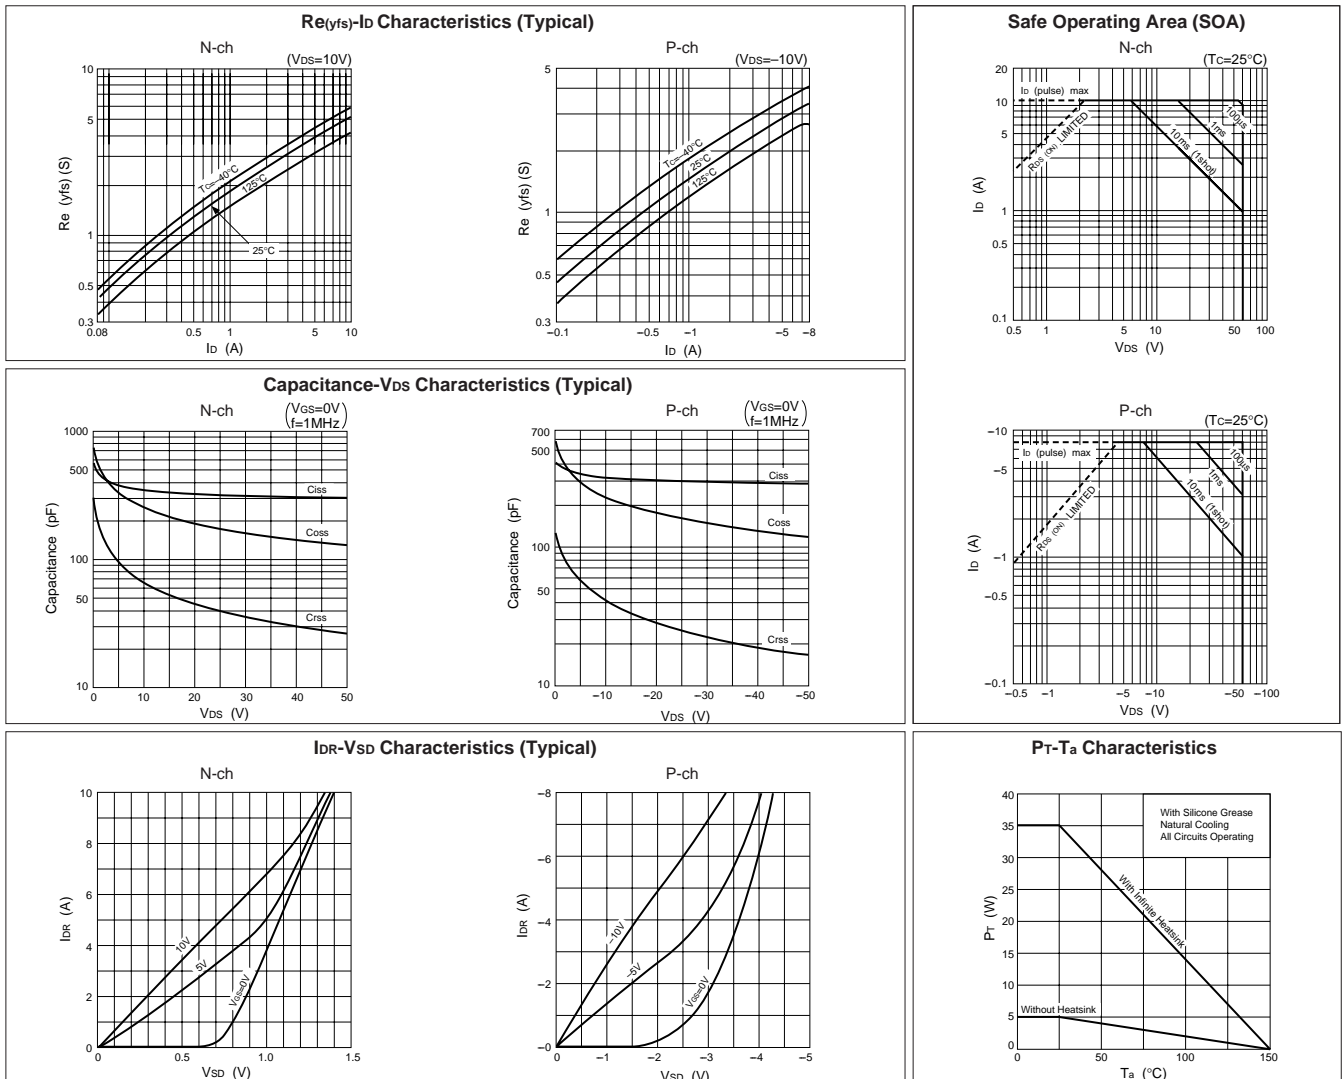 Re(yfs)-ID Characteristics (Typical)
N-ch
(VDS=10V)
10
5
1
0.5
0.3
Re (yfs) (S)
TC=–40°C
125°C
25°C
0.08
0.5
1
5
10
ID (A)
P-ch
(VDS=–10V)
5
1
0.5
0.3
Re (yfs) (S)
TC=–40°C
25°C
125°C
–0.1
–0.5
–1
–5
–8
ID (A)
Safe Operating Area (SOA)
N-ch
(TC=25°C)
20
10
5
1
0.5
0.1
ID (A)
ID (pulse) max
RDS (ON) LIMITED
10ms (1shot)
1ms
100µs
0.5
1
5
10
50
100
VDS (V)
P-ch
(TC=25°C)
–10
–5
–1
–0.5
–0.1
ID (A)
ID (pulse) max
RDS (ON) LIMITED
10ms (1shot)
1ms
100µs
–0.5
–1
–5
–10
–50
–100
VDS (V)
Capacitance-VDS Characteristics (Typical)
N-ch
(VGS=0V
f=1MHz)
1000
500
100
50
10
Capacitance (pF)
Ciss
Coss
Crss
0
10
20
30
40
50
VDS (V)
P-ch
(VGS=0V
f=1MHz)
700
500
100
50
10
Capacitance (pF)
Ciss
Coss
Crss
0
–10
–20
–30
–40
–50
VDS (V)
IDR-VSD Characteristics (Typical)
N-ch
10
8
6
4
2
0
IDR (A)
10V
5V
VGS=0V
0
0.5
1.0
1.5
VSD (V)
P-ch
–8
–6
–4
–2
–0
IDR (A)
–10V
–5V
VGS=0V
0
–1
–2
–3
–4
–5
VSD (V)
PT-Ta Characteristics
40
35
30
25
20
15
10
5
0
PT (W)
With Silicone Grease
Natural Cooling
All Circuits Operating
With Infinite Heatsink
Without Heatsink
0
50
100
150
Ta (°C)